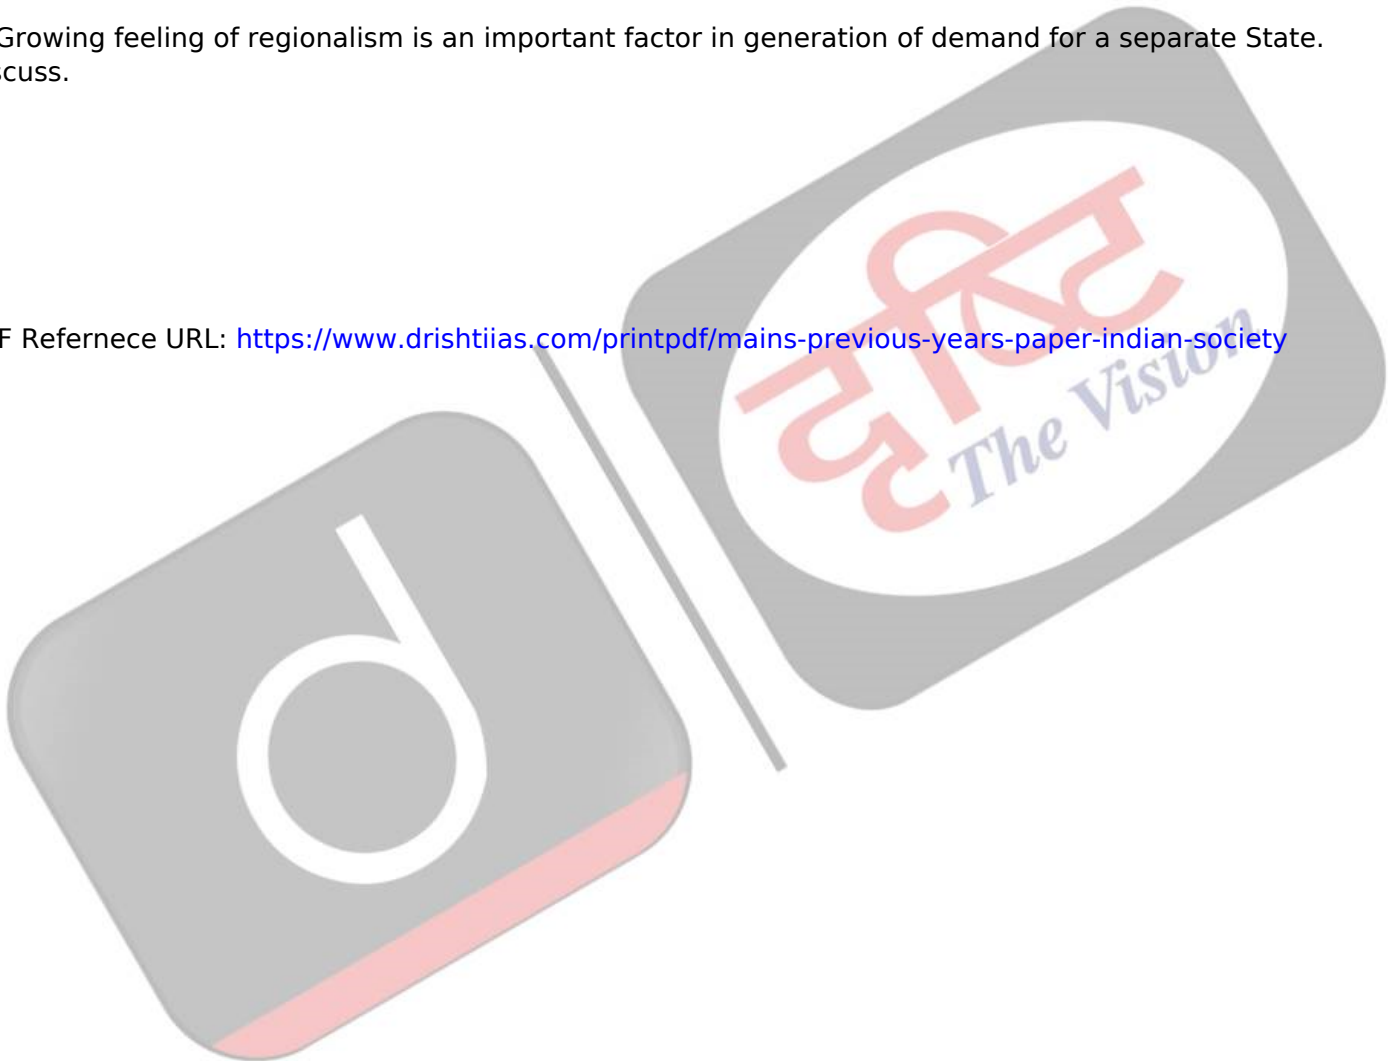 Growing feeling of regionalism is an important factor in generation of demand for a separate State.
scuss.
F Refernece URL: https://www.drishtiias.com/printpdf/mains-previous-years-paper-indian-society
दृष्टि
The Vision
d